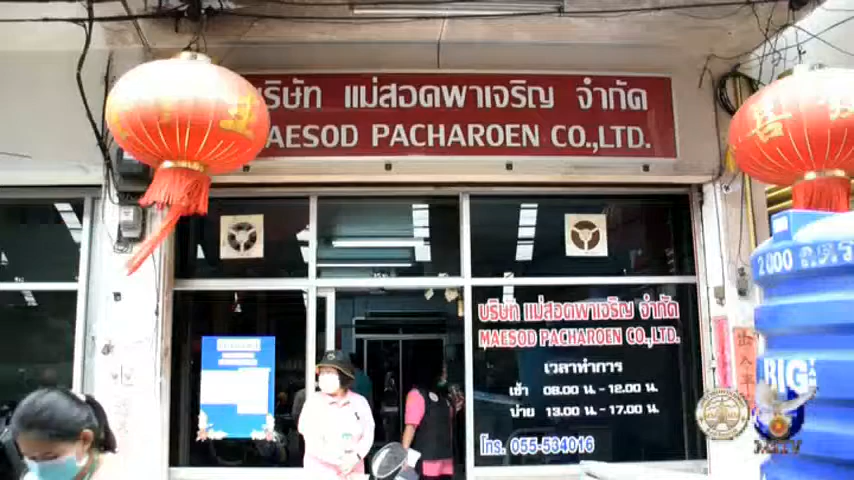 บริษัท แม่สอดพาเจริญ จำกัด
MAESOD PACHAROEN CO.,LTD.
2000
บริษัท แม่สอดพาเจริญ จำกัด
MAESOD PACHAROEN CO.,LTD.
เวลาทำการ
เช้า 08.00 น. - 12.00 น.
บ่าย 13.00 น. - 17.00 น.
โทร. 055-534016
BIG
出入平